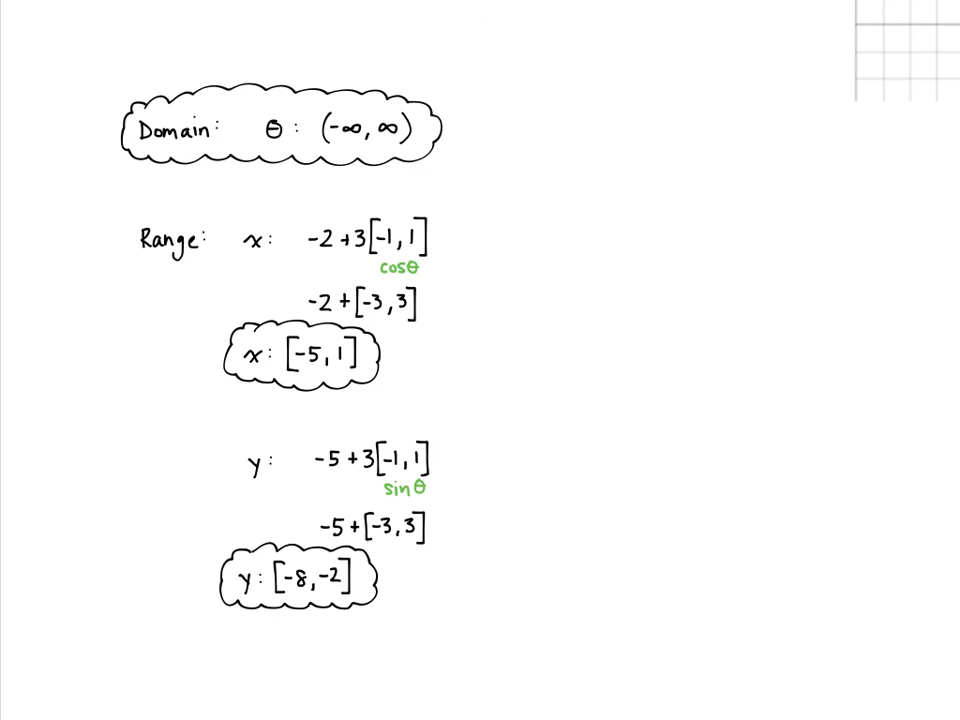 Domain: θ: (-∞, ∞)
Range: x: -2 + 3[-1, 1]
cosθ
-2 + [-3, 3]
x: [-5, 1]
y: -5 + 3[-1, 1]
sinθ
-5 + [-3, 3]
y: [-8, -2]